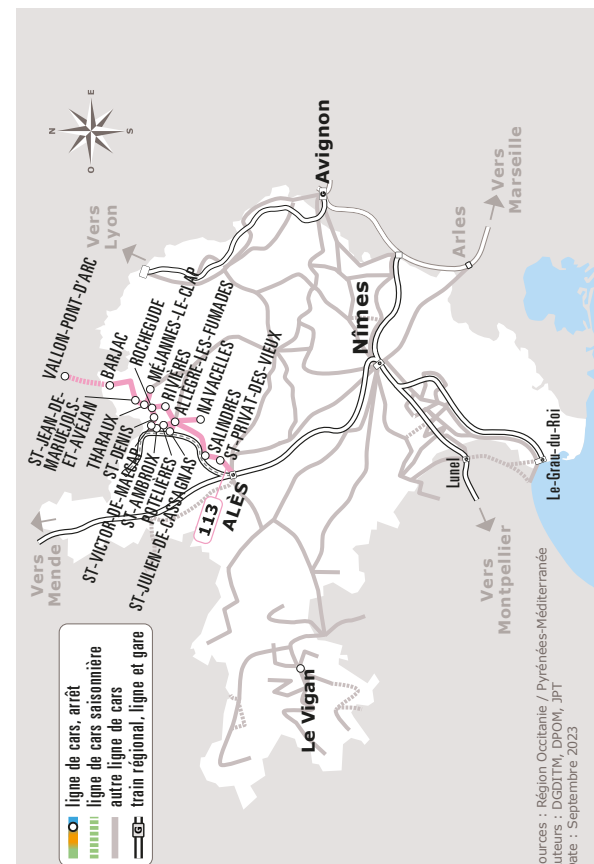 N
E
S
O
Vers
Lyon
Vers
Mende
Vers
Marseille
Vers
Montpellier
Avignon
Arles
Nîmes
Lunel
Le-Grau-du-Roi
Le Vigan
ALÈS
113
VALLON-PONT-D'ARC
BARJAC
ST-JEAN-DE-
MARUEJOLS-
ET-AVÉJAN
ROCHEGUDE
THARAUX
MÉJANNES-LE-CLAP
ST-DENIS
RIVIÈRES
ST-VICTOR-DE-MARCAP
ALLÈGRE-LES-FUMADES
ST-AMBROIX
NAVACELLES
POTELIÈRES
SALINDRES
ST-JULIEN-DE-CASSAGNAS
ST-PRIVAT-DES-VIEUX
ligne de cars, arrêt
ligne de cars saisonnière
autre ligne de cars
G train régional, ligne et gare
ources : Région Occitanie / Pyrénées-Méditerranée
uteurs : DGDITM, DPOM, JPT
ate : Septembre 2023